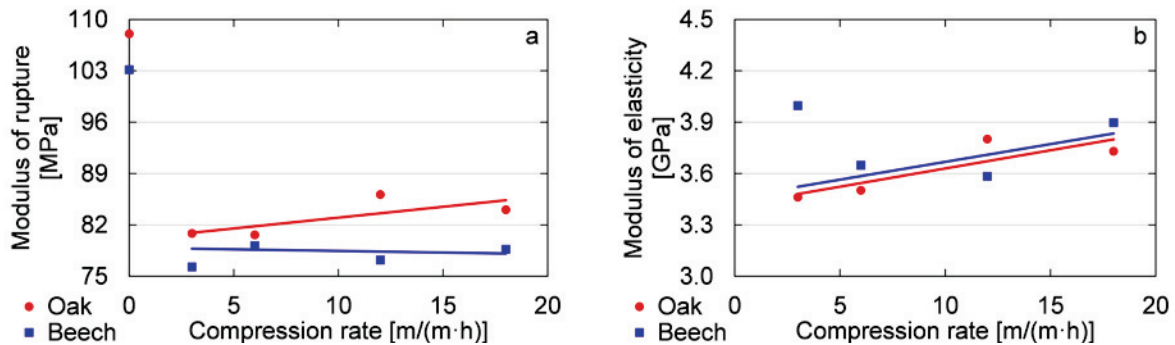 110
103
96
89
82
75
Modulus of rupture
[MPa]
a
0
5
10
15
20
Compression rate [m/(m·h)]
Oak
Beech
4.5
4.2
3.9
3.6
3.3
3.0
Modulus of elasticity
[GPa]
b
0
5
10
15
20
Compression rate [m/(m·h)]
Oak
Beech